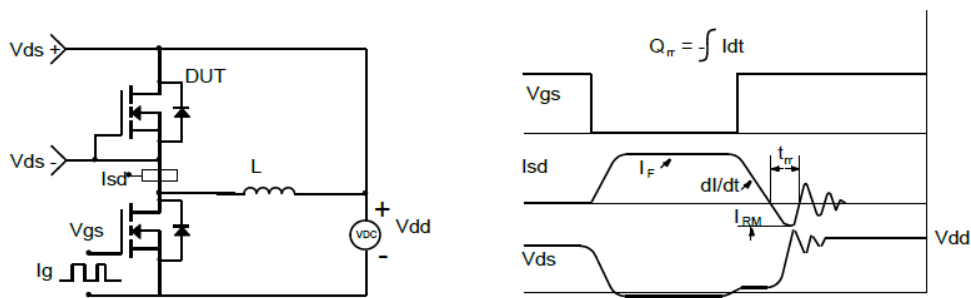 Vds +
DUT
Vds -
Isd
L
Vgs
Ig
+
VDC
-
Vdd
Qrr = -∫ Idt
Vgs
Isd
IF
dI/dt
trr
IRM
Vds
Vdd